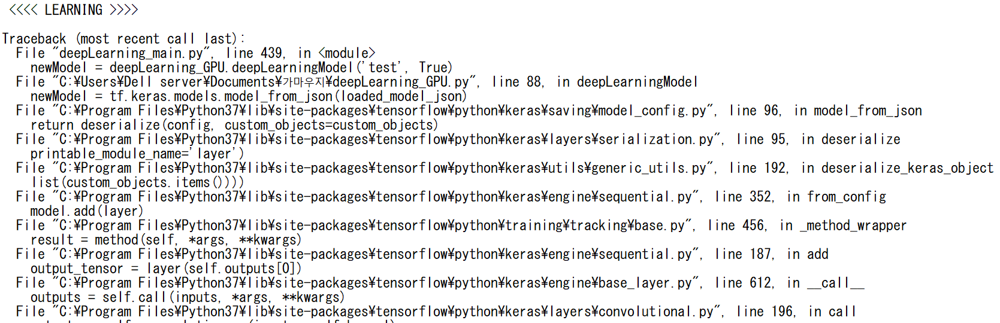 <<<< LEARNING >>>>
Traceback (most recent call last):
File "deepLearning_main.py", line 439, in <module>
newModel = deepLearning_GPU.deepLearningModel('test', True)
File "C:¥Users¥Dell server¥Documents¥가마우지¥deepLearning_GPU.py", line 88, in deepLearningModel
newModel = tf.keras.models.model_from_json(loaded_model_json)
File "C:¥Program Files¥Python37¥lib¥site-packages¥tensorflow¥python¥keras¥saving¥model_config.py", line 96, in model_from_json
return deserialize(config, custom_objects=custom_objects)
File "C:¥Program Files¥Python37¥lib¥site-packages¥tensorflow¥python¥keras¥layers¥serialization.py", line 95, in deserialize
printable_module_name='layer')
File "C:¥Program Files¥Python37¥lib¥site-packages¥tensorflow¥python¥keras¥utils¥generic_utils.py", line 192, in deserialize_keras_object
list(custom_objects.items())))
File "C:¥Program Files¥Python37¥lib¥site-packages¥tensorflow¥python¥keras¥engine¥sequential.py", line 352, in from_config
model.add(layer)
File "C:¥Program Files¥Python37¥lib¥site-packages¥tensorflow¥python¥training¥tracking¥base.py", line 456, in _method_wrapper
result = method(self, *args, **kwargs)
File "C:¥Program Files¥Python37¥lib¥site-packages¥tensorflow¥python¥keras¥engine¥sequential.py", line 187, in add
output_tensor = layer(self.outputs[0])
File "C:¥Program Files¥Python37¥lib¥site-packages¥tensorflow¥python¥keras¥engine¥base_layer.py", line 612, in __call__
outputs = self.call(inputs, *args, **kwargs)
File "C:¥Program Files¥Python37¥lib¥site-packages¥tensorflow¥python¥keras¥layers¥convolutional.py", line 196, in call